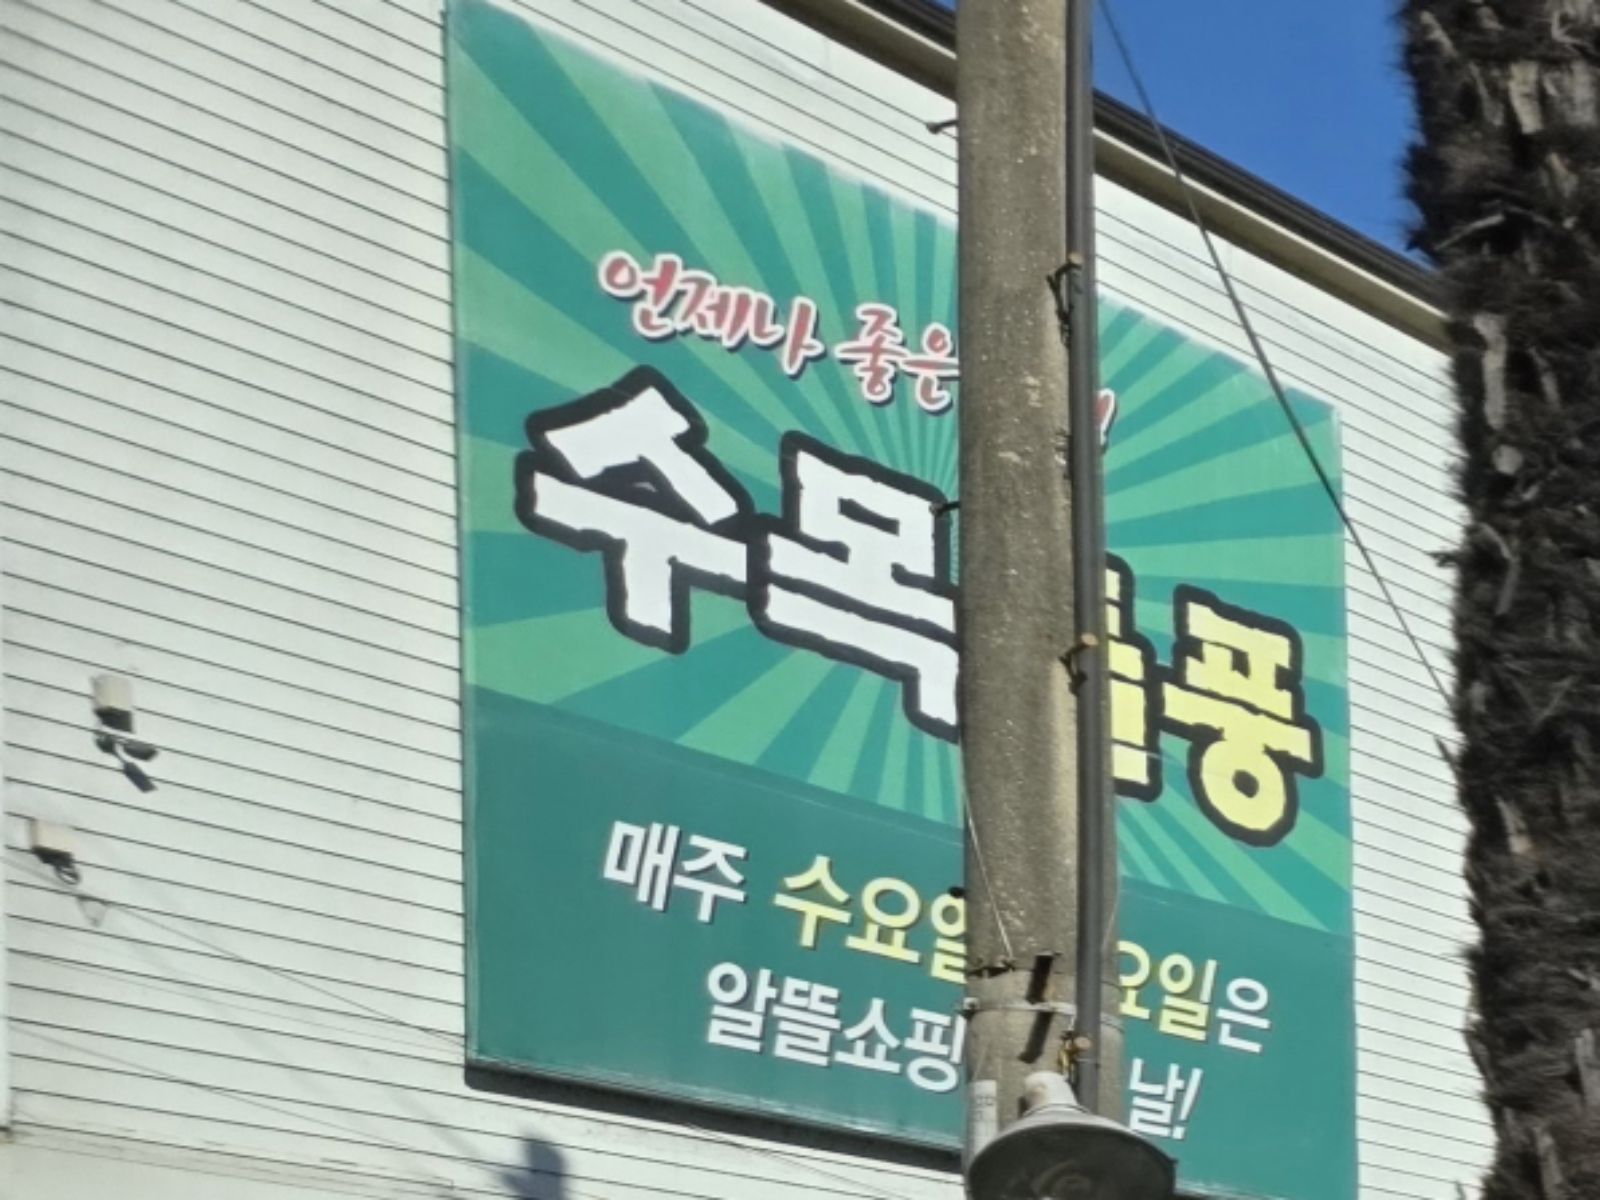 언제나 좋은
수목 풍
매주 수요일 요일은
알뜰쇼핑 날!